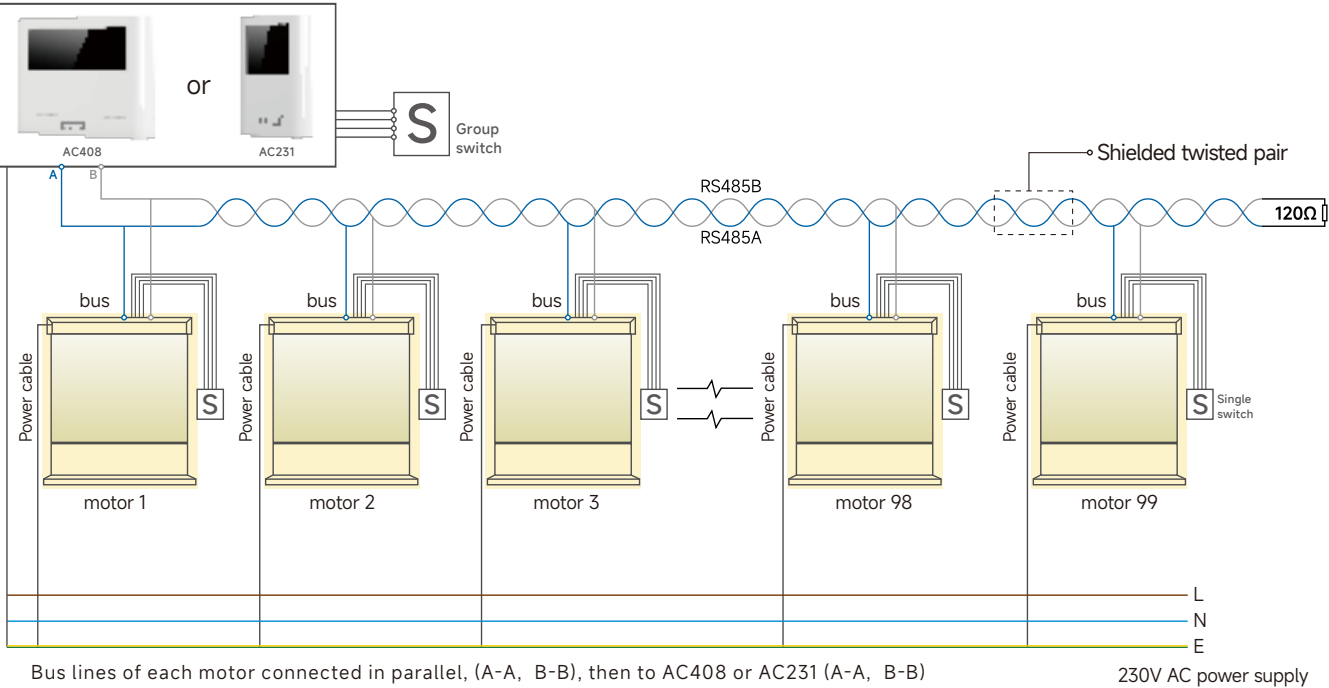 or
AC408
AC231
S
Group
switch
A
B
Shielded twisted pair
RS485B
RS485A
120Ω
bus
bus
bus
bus
bus
Power cable
Power cable
Power cable
Power cable
Power cable
S
S
S
S
S
Single
switch
motor 1
motor 2
motor 3
motor 98
motor 99
L
N
E
Bus lines of each motor connected in parallel, (A-A, B-B), then to AC408 or AC231 (A-A, B-B)
230V AC power supply